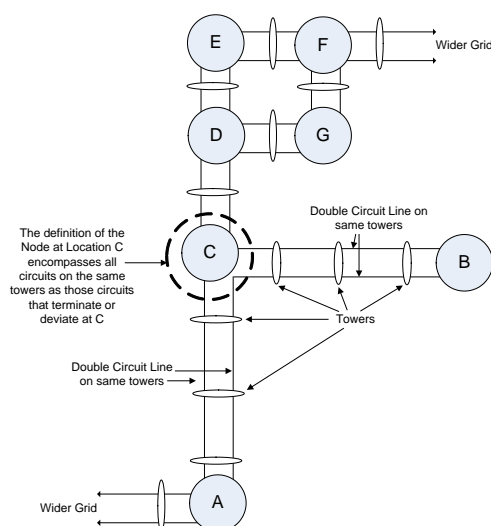 E
F
Wider Grid
D
G
Double Circuit Line on
same towers
The definition of the
Node at Location C
encompasses all
circuits on the same
towers as those circuits
that terminate or
deviate at C
C
B
Towers
Double Circuit Line
on same towers
A
Wider Grid